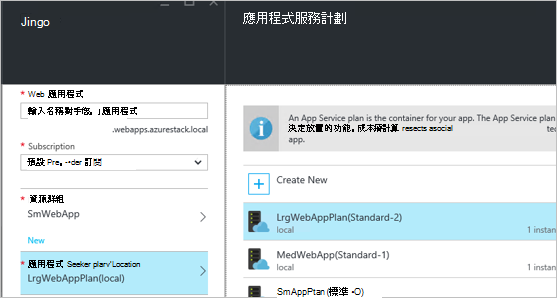 Jingo
* Web 應用程式
輸入名稱對手您。」應用程式
.webapps.azurestack.local
* Subscription
預設 Pre。-+der 訂閱
* 資源群組
SmWebApp
New
* 應用程式 Seeker plan/Location
LrgWebAppPlan(local)
應用程式服務計劃
An App Service plan is the container for your app. The App Service plan
決定放置的功能。成本膺計算 resects asocial tec
app.
Create New
LrgWebAppPlan(Standard-2)
local 1 instan
MedWebApp(Standard-1)
local 1 instan
SmAppPtan (標準 •O)